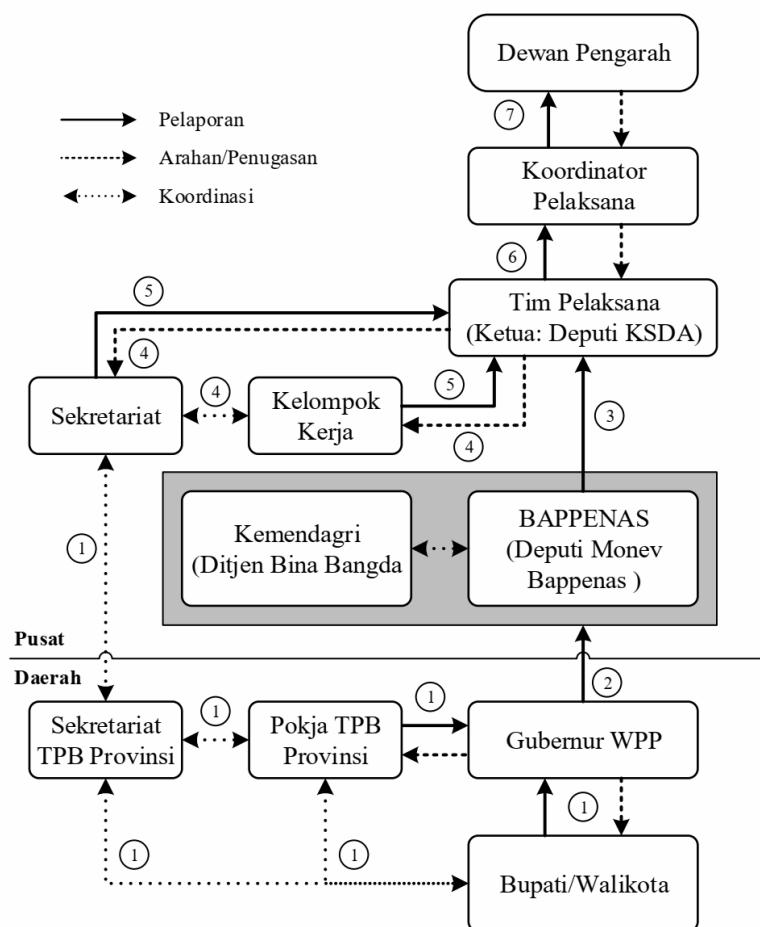 Dewan Pengarah
Pelaporan
Arahan/Penugasan
Koordinasi
7
Koordinator
Pelaksana
6
5
Tim Pelaksana
(Ketua: Deputi KSDA)
4
Sekretariat
4
Kelompok
Kerja
5
4
3
1
Kemendagri
(Ditjen Bina Bangda
BAPPENAS
(Deputi Monev
Bappenas )
Pusat
Daerah
2
Sekretariat
TPB Provinsi
1
Pokja TPB
Provinsi
1
Gubernur WPP
1
1
1
Bupati/Walikota